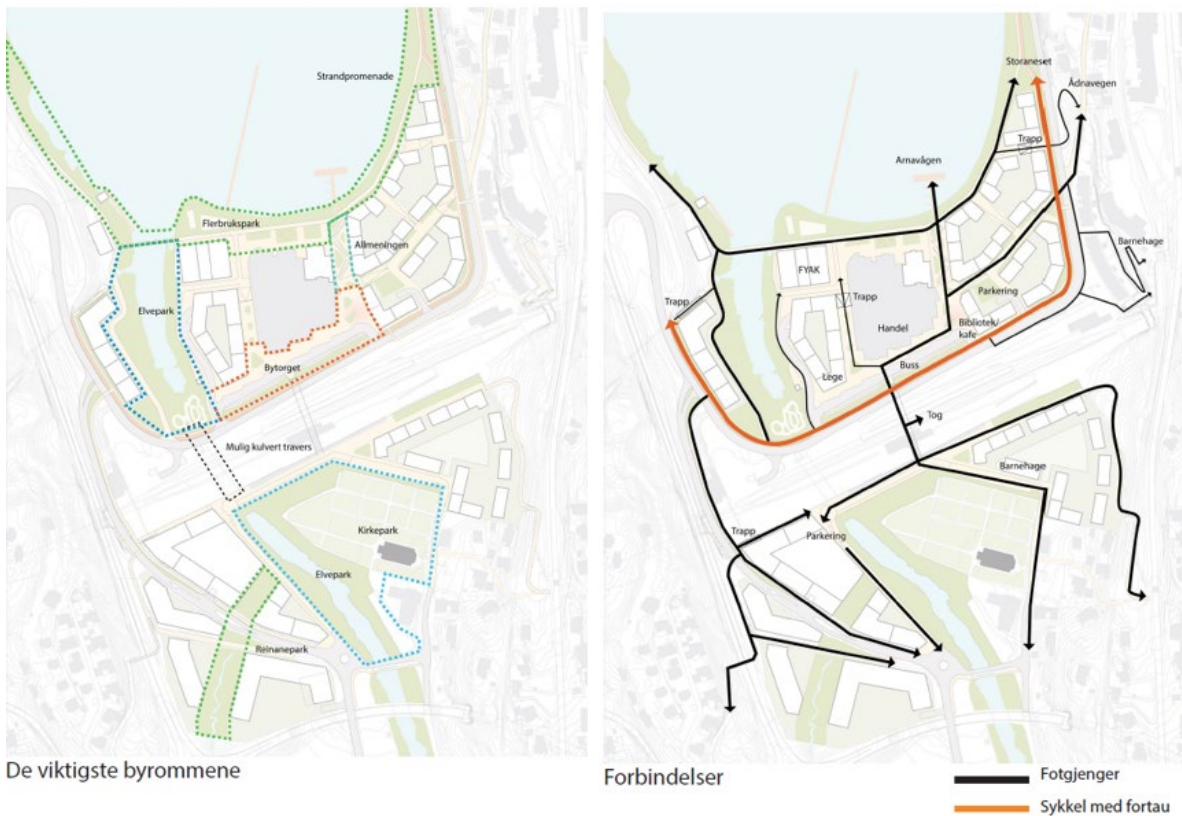 Strandpromenade
Flerbrukspark
Allmeningen
Elvepark
Bytorget
Mulig kulvert travers
Kirkepark
Elvepark
Reinanepark
De viktigste byrommene
Storaneset
Ådnavegen
Trapp
Arnavågen
Barnehage
FYAK
Trapp
Parkering
Trapp
Handel
Bibliotek/
kafe
Lege
Buss
Tog
Barnehage
Trapp
Parkering
Forbindelser
Fotgjenger
Sykkel med fortau